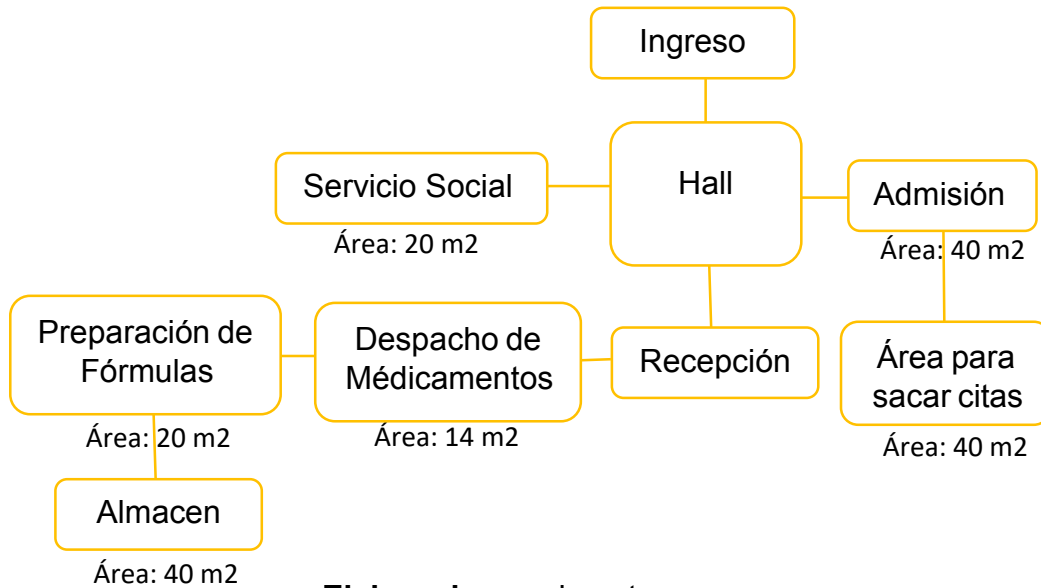 Ingreso
Hall
Servicio Social
Área: 20 m2
Admisión
Área: 40 m2
Preparación de
Fórmulas
Área: 20 m2
Despacho de
Médicamentos
Área: 14 m2
Recepción
Área para
sacar citas
Área: 40 m2
Almacen
Área: 40 m2